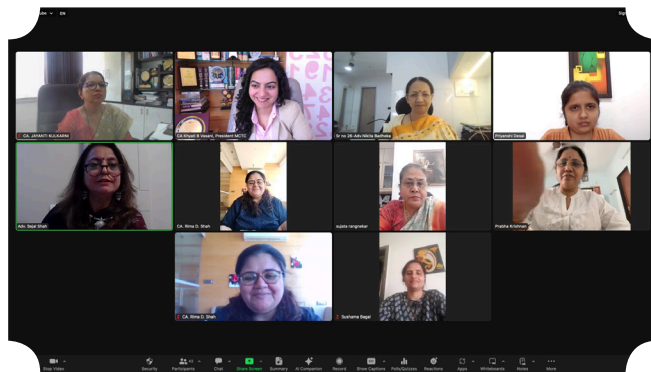 EN
CA. JAYANTI KULKARNI
CA Khyati B Vasani, President MCTC
Sr no 26-Adv.Nikita Badheka
Priyanshi Desai
Adv. Sejal Shah
CA. Rima D. Shah
sujata rangnekar
Prabha Krishnan
CA. Rima D. Shah
Sushama Bagal
Stop Video
Security
Participants
Chat
Share Screen
Summary
AI Companion
Record
Show Captions
Polls/Quizzes
Reactions
Apps
Whiteboards
Notes
More